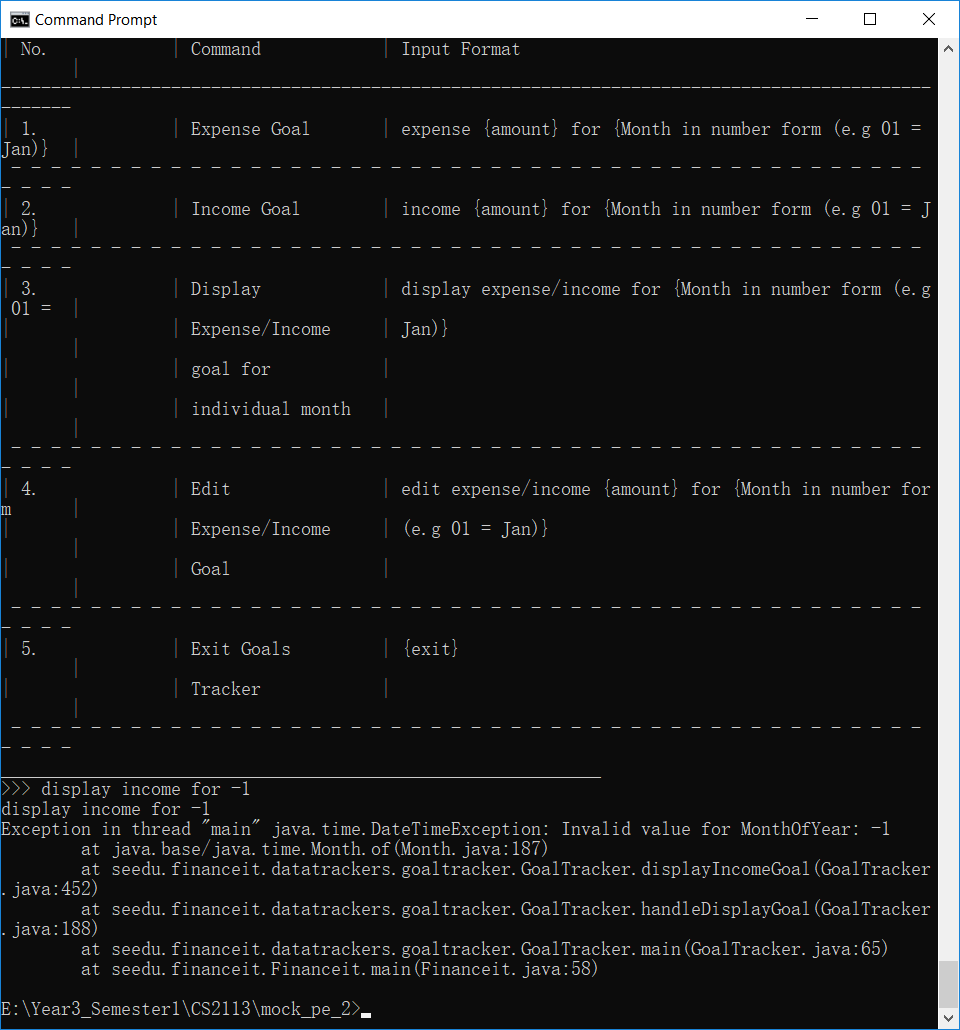 Command Prompt
| No. | Command | Input Format
|
---------------------------------------------------------------------------------------------
-------
| 1. | Expense Goal | expense {amount} for {Month in number form (e.g 01 =
Jan)} |
- - - - - - - - - - - - - - - - - - - - - - - - - - - - - - - - - - - - - - - - - - - - - -
- - - -
| 2. | Income Goal | income {amount} for {Month in number form (e.g 01 = J
an)} |
- - - - - - - - - - - - - - - - - - - - - - - - - - - - - - - - - - - - - - - - - - - - - -
- - - -
| 3. | Display | display expense/income for {Month in number form (e.g
01 = |
| | Expense/Income | Jan)}
|
| | goal for |
|
| | individual month |
|
- - - - - - - - - - - - - - - - - - - - - - - - - - - - - - - - - - - - - - - - - - - - - -
- - - -
| 4. | Edit | edit expense/income {amount} for {Month in number for
m |
| | Expense/Income | (e.g 01 = Jan)}
|
| | Goal |
|
- - - - - - - - - - - - - - - - - - - - - - - - - - - - - - - - - - - - - - - - - - - - - -
- - - -
| 5. | Exit Goals | {exit}
|
| | Tracker |
|
- - - - - - - - - - - - - - - - - - - - - - - - - - - - - - - - - - - - - - - - - - - - - -
- - - -
____________________________________________________________
>>> display income for -1
display income for -1
Exception in thread "main" java.time.DateTimeException: Invalid value for MonthOfYear: -1
at java.base/java.time.Month.of(Month.java:187)
at seedu.financeit.datatrackers.goaltracker.GoalTracker.displayIncomeGoal(GoalTracker
.java:452)
at seedu.financeit.datatrackers.goaltracker.GoalTracker.handleDisplayGoal(GoalTracker
.java:188)
at seedu.financeit.datatrackers.goaltracker.GoalTracker.main(GoalTracker.java:65)
at seedu.financeit.Financeit.main(Financeit.java:58)
E:\Year3_Semester1\CS2113\mock_pe_2>